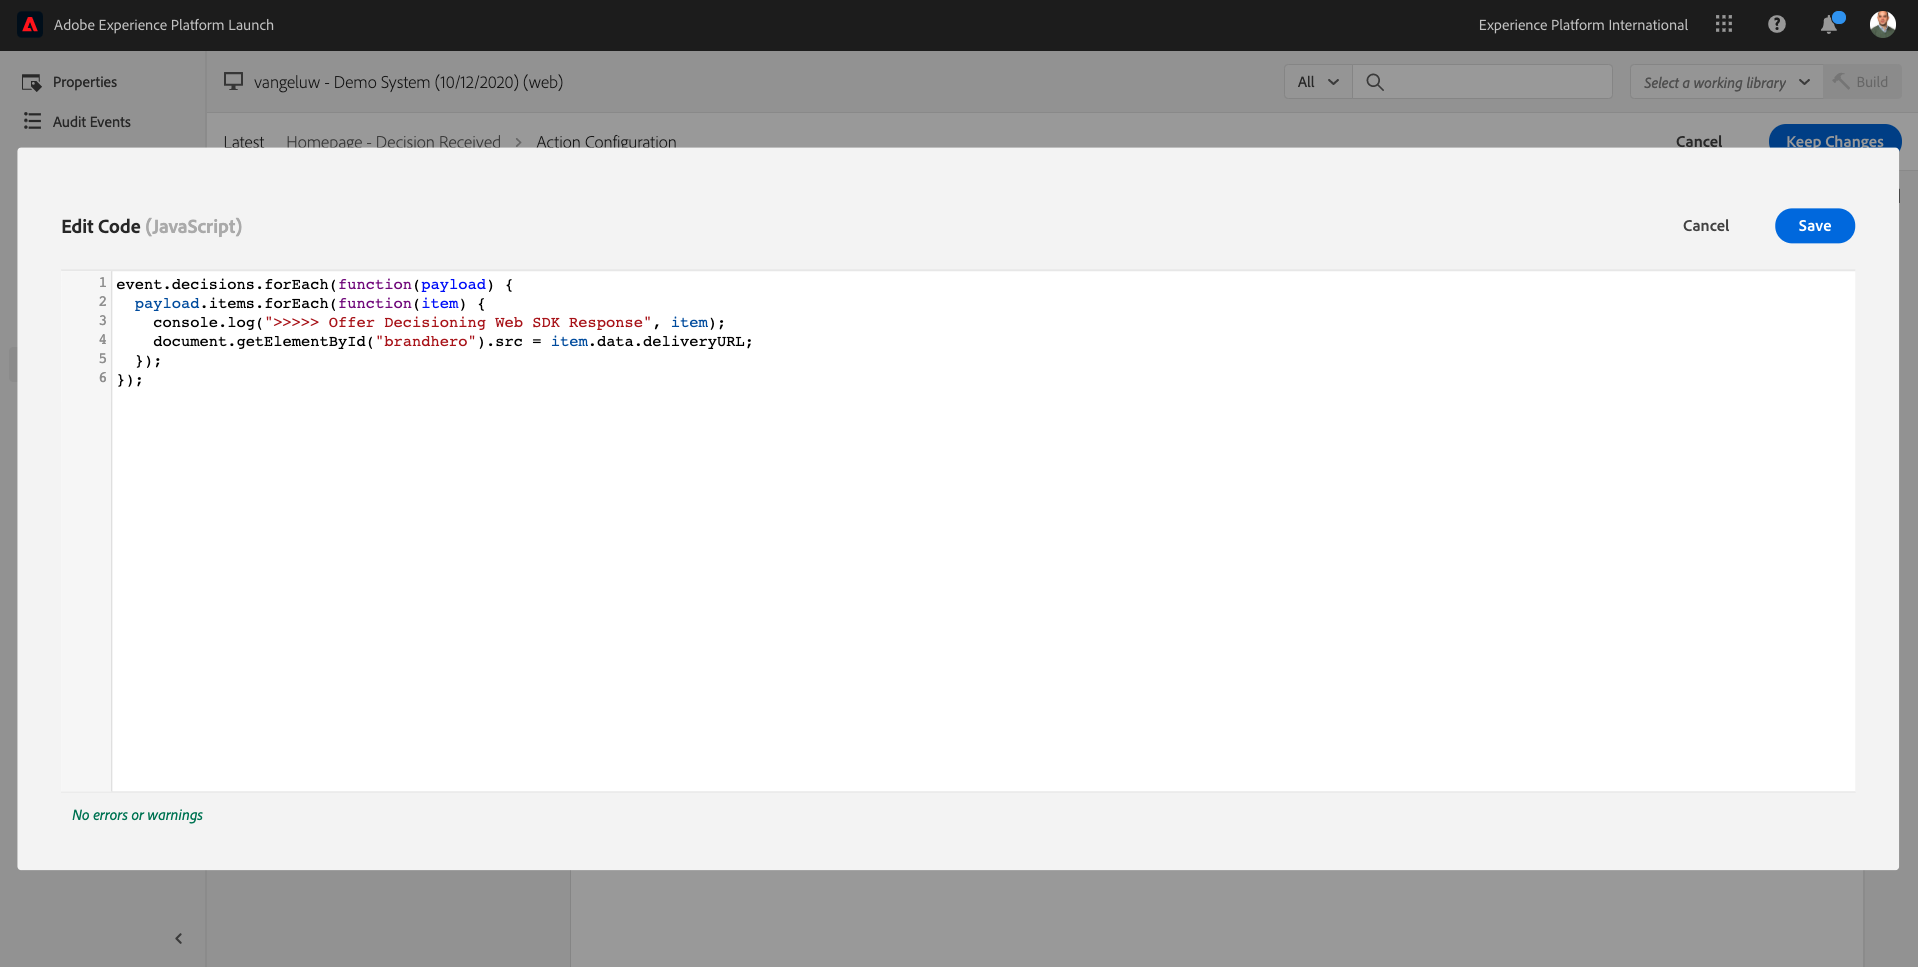 Adobe Experience Platform Launch
Experience Platform International
Properties
vangeluw - Demo System (10/12/2020) (web)
All
Select a working library
Build
Audit Events
Latest Homepage - Decision Received > Action Configuration
Cancel
Keep Changes
Edit Code (JavaScript)
Cancel
Save
1 event.decisions.forEach(function(payload) {
2 payload.items.forEach(function(item) {
3 console.log(">>>>> Offer Decisioning Web SDK Response", item);
4 document.getElementById("brandhero").src = item.data.deliveryURL;
5 });
6 });
No errors or warnings